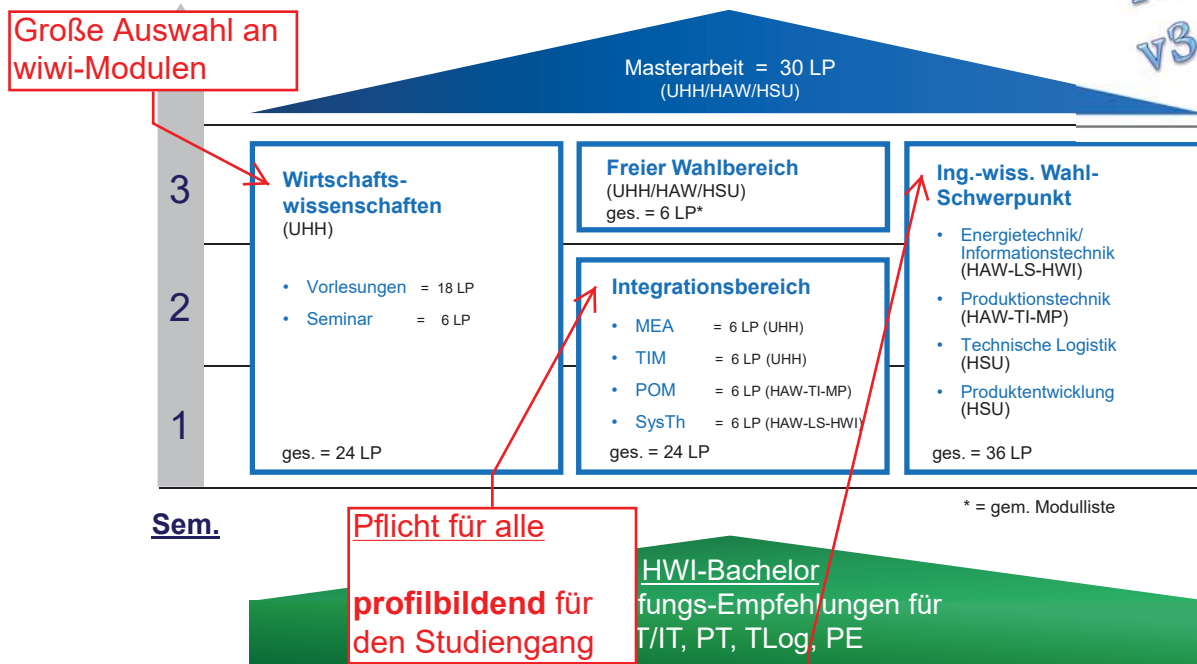 Große Auswahl an
wiwi-Modulen
v3
Masterarbeit = 30 LP
(UHH/HAW/HSU)
3
2
1
Sem.
Wirtschafts-
wissenschaften
(UHH)
• Vorlesungen = 18 LP
• Seminar = 6 LP
ges. = 24 LP
Freier Wahlbereich
(UHH/HAW/HSU)
ges. = 6 LP*
Integrationsbereich
• MEA = 6 LP (UHH)
• TIM = 6 LP (UHH)
• POM = 6 LP (HAW-TI-MP)
• SysTh = 6 LP (HAW-LS-HWI)
ges. = 24 LP
Ing.-wiss. Wahl-
Schwerpunkt
• Energietechnik/
Informationstechnik
(HAW-LS-HWI)
• Produktionstechnik
(HAW-TI-MP)
• Technische Logistik
(HSU)
• Produktentwicklung
(HSU)
ges. = 36 LP
* = gem. Modulliste
Pflicht für alle
profilbildend für
den Studiengang
HWI-Bachelor
fungs-Empfehlungen für
T/IT, PT, TLog, PE